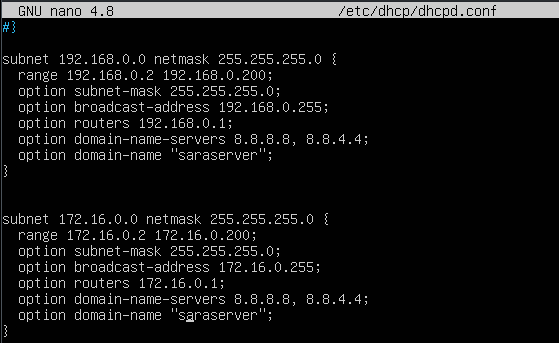 GNU nano 4.8 /etc/dhcp/dhcpd.conf
#}
subnet 192.168.0.0 netmask 255.255.255.0 {
range 192.168.0.2 192.168.0.200;
option subnet-mask 255.255.255.0;
option broadcast-address 192.168.0.255;
option routers 192.168.0.1;
option domain-name-servers 8.8.8.8, 8.8.4.4;
option domain-name "saraserver";
}
subnet 172.16.0.0 netmask 255.255.255.0 {
range 172.16.0.2 172.16.0.200;
option subnet-mask 255.255.255.0;
option broadcast-address 172.16.0.255;
option routers 172.16.0.1;
option domain-name-servers 8.8.8.8, 8.8.4.4;
option domain-name "saraserver";
}